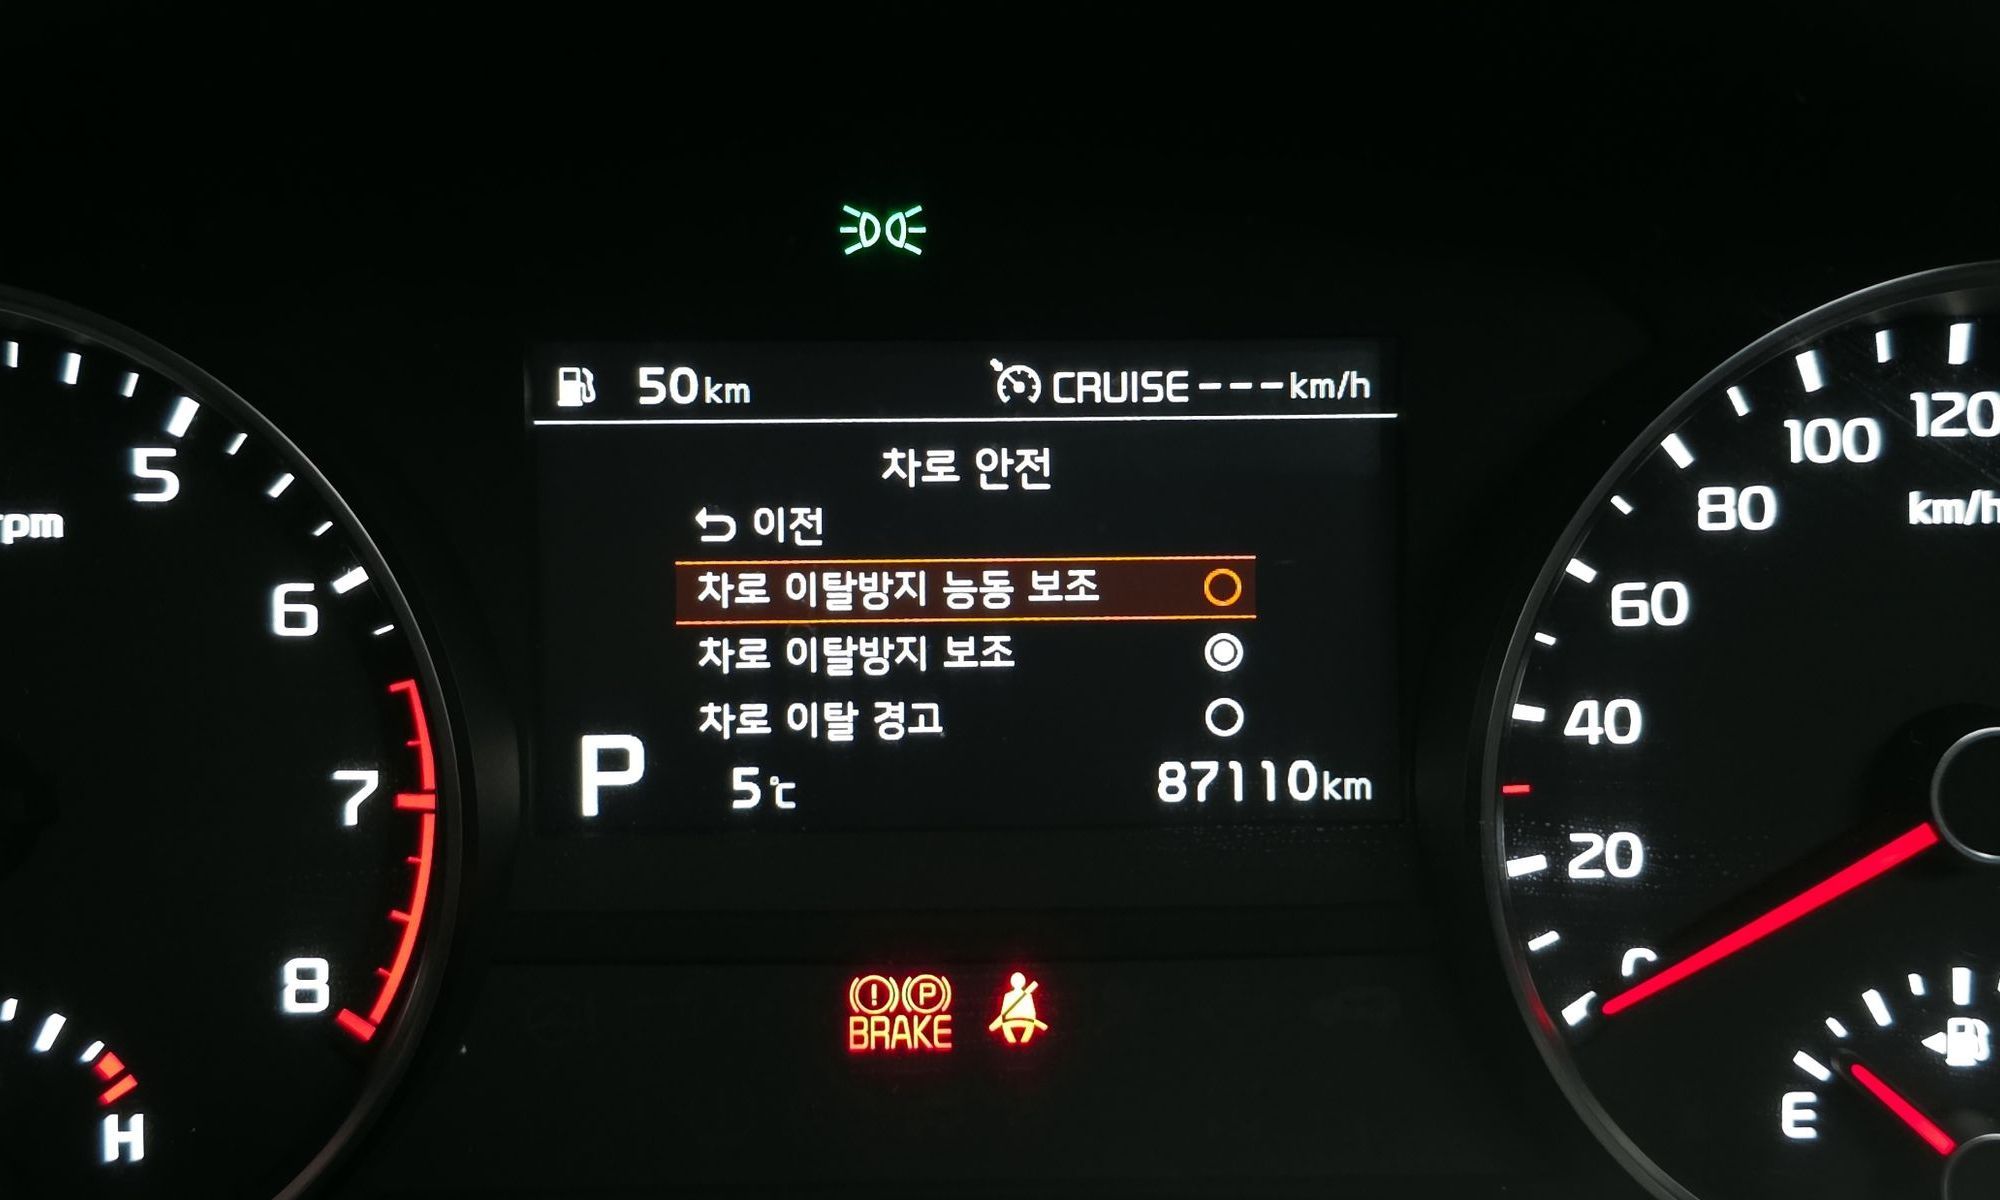 50km CRUISE---km/h
차로 안전
이전
차로 이탈방지 능동 보조
차로 이탈방지 보조
차로 이탈 경고
P 5℃ 87110km
5
rpm
6
7
8
H
120
100
km/h
80
60
40
20
0
E
BRAKE
P